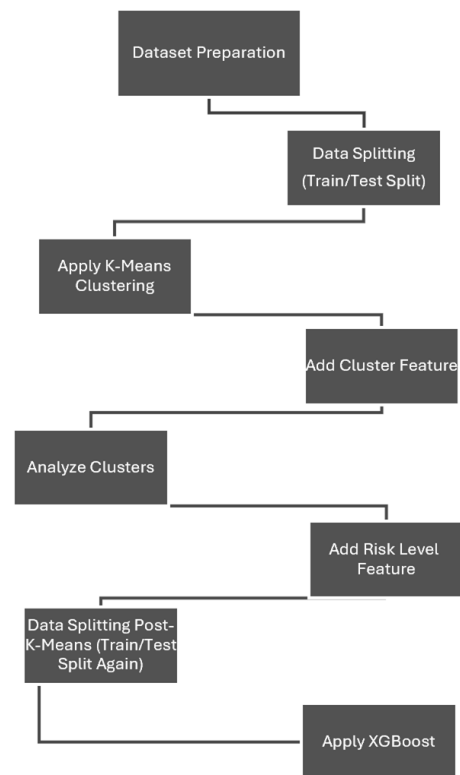 Dataset Preparation
Data Splitting
(Train/Test Split)
Apply K-Means
Clustering
Add Cluster Feature
Analyze Clusters
Add Risk Level
Feature
Data Splitting Post-
K-Means (Train/Test
Split Again)
Apply XGBoost